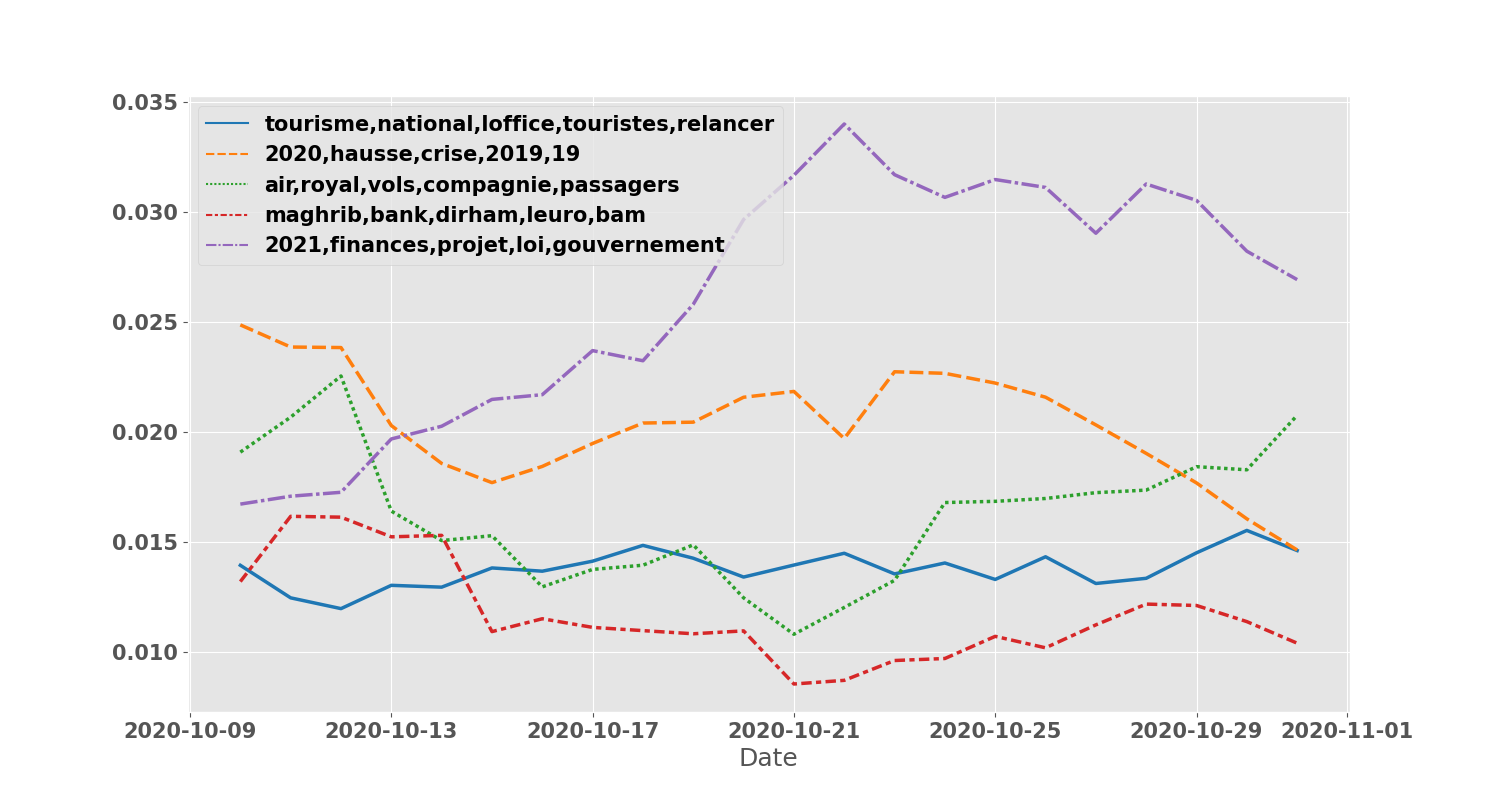 0.035
0.030
0.025
0.020
0.015
0.010
tourisme,national,loffice,touristes,relancer
2020,hausse,crise,2019,19
air,royal,vols,compagnie,passagers
maghrib,bank,dirham,leuro,bam
2021,finances,projet,loi,gouvernement
2020-10-09 2020-10-13 2020-10-17 2020-10-21 2020-10-25 2020-10-29 2020-11-01
Date